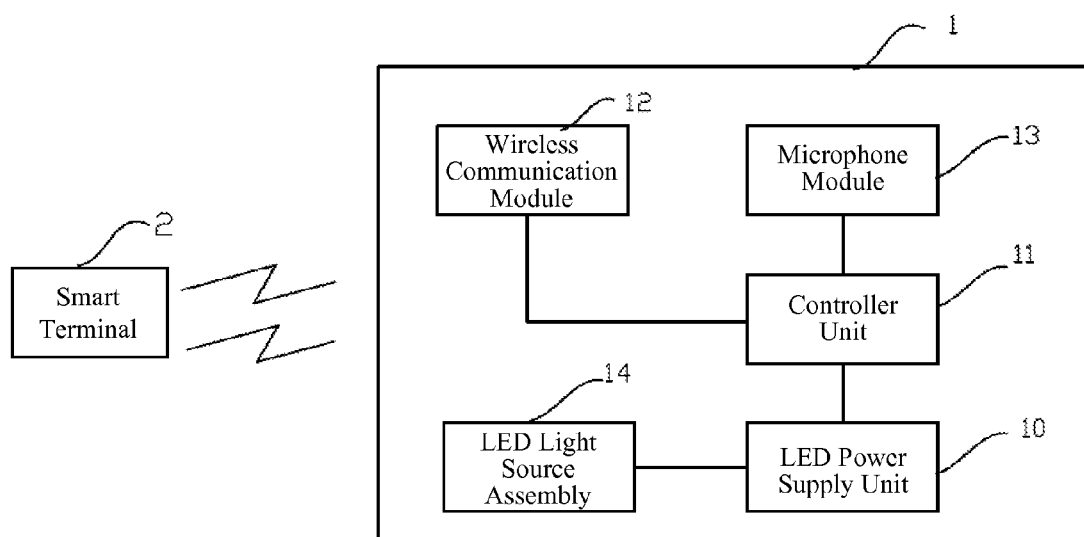 1
12
Wireless
Communication
Module
13
Microphone
Module
2
Smart
Terminal
11
Controller
Unit
14
LED Light
Source
Assembly
10
LED Power
Supply Unit